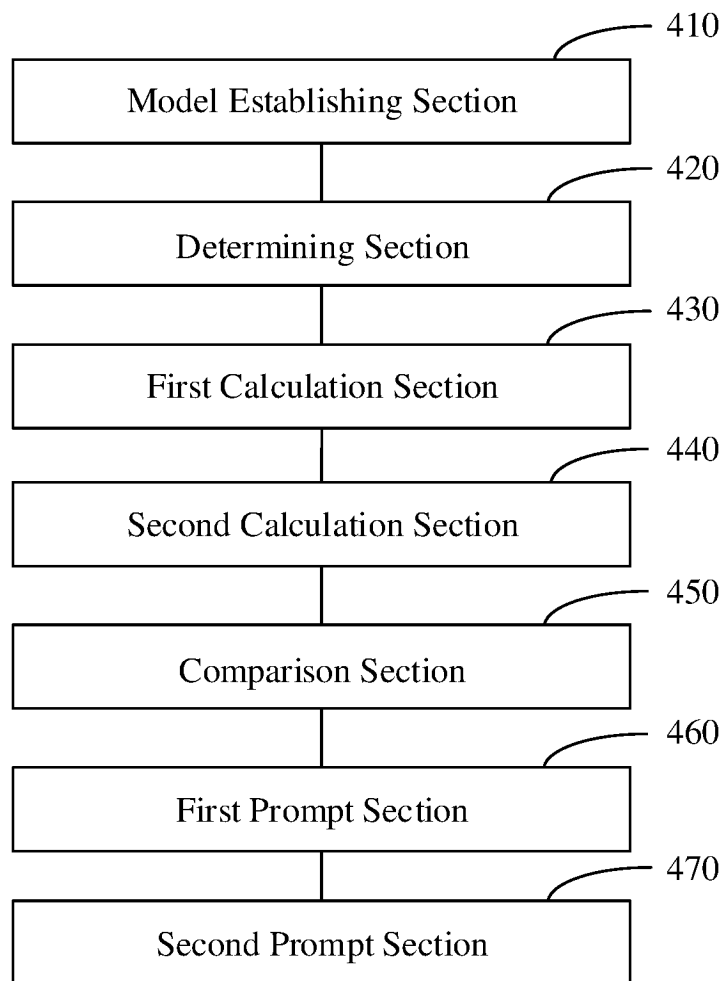 410
Model Establishing Section
420
Determining Section
430
First Calculation Section
440
Second Calculation Section
450
Comparison Section
460
First Prompt Section
470
Second Prompt Section